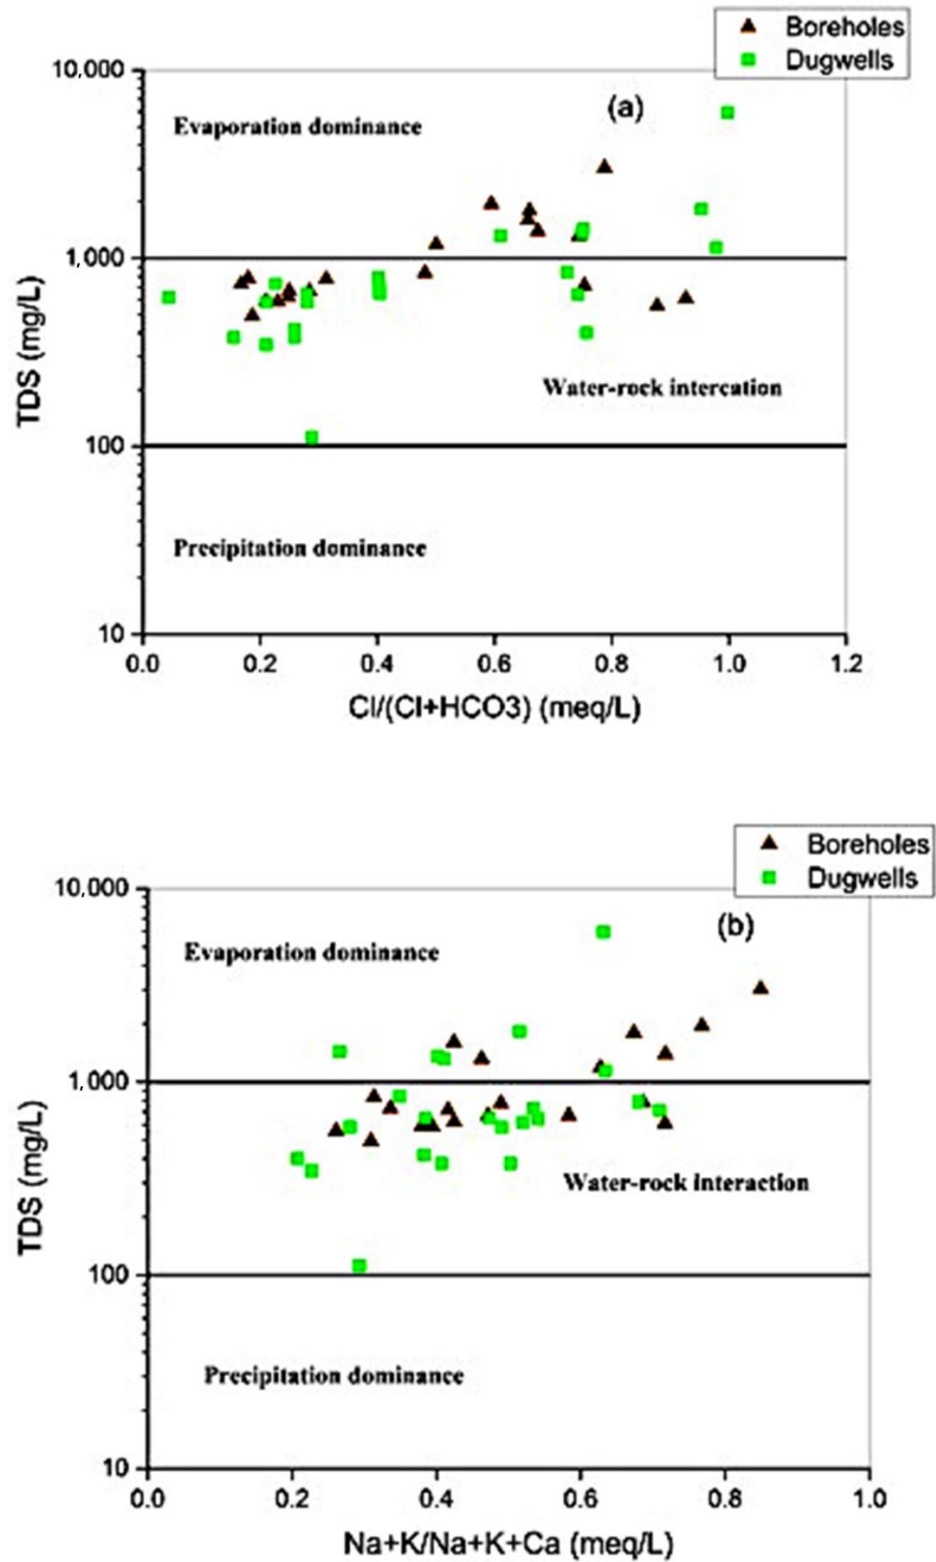 Boreholes
Dugwells
(a)
10,000
Evaporation dominance
1,000
TDS (mg/L)
Water-rock intercation
100
Precipitation dominance
10
0.0 0.2 0.4 0.6 0.8 1.0 1.2
Cl/(Cl+HCO3) (meq/L)
Boreholes
Dugwells
10,000
(b)
Evaporation dominance
1,000
TDS (mg/L)
Water-rock interaction
100
Precipitation dominance
10
0.0 0.2 0.4 0.6 0.8 1.0
Na+K/Na+K+Ca (meq/L)